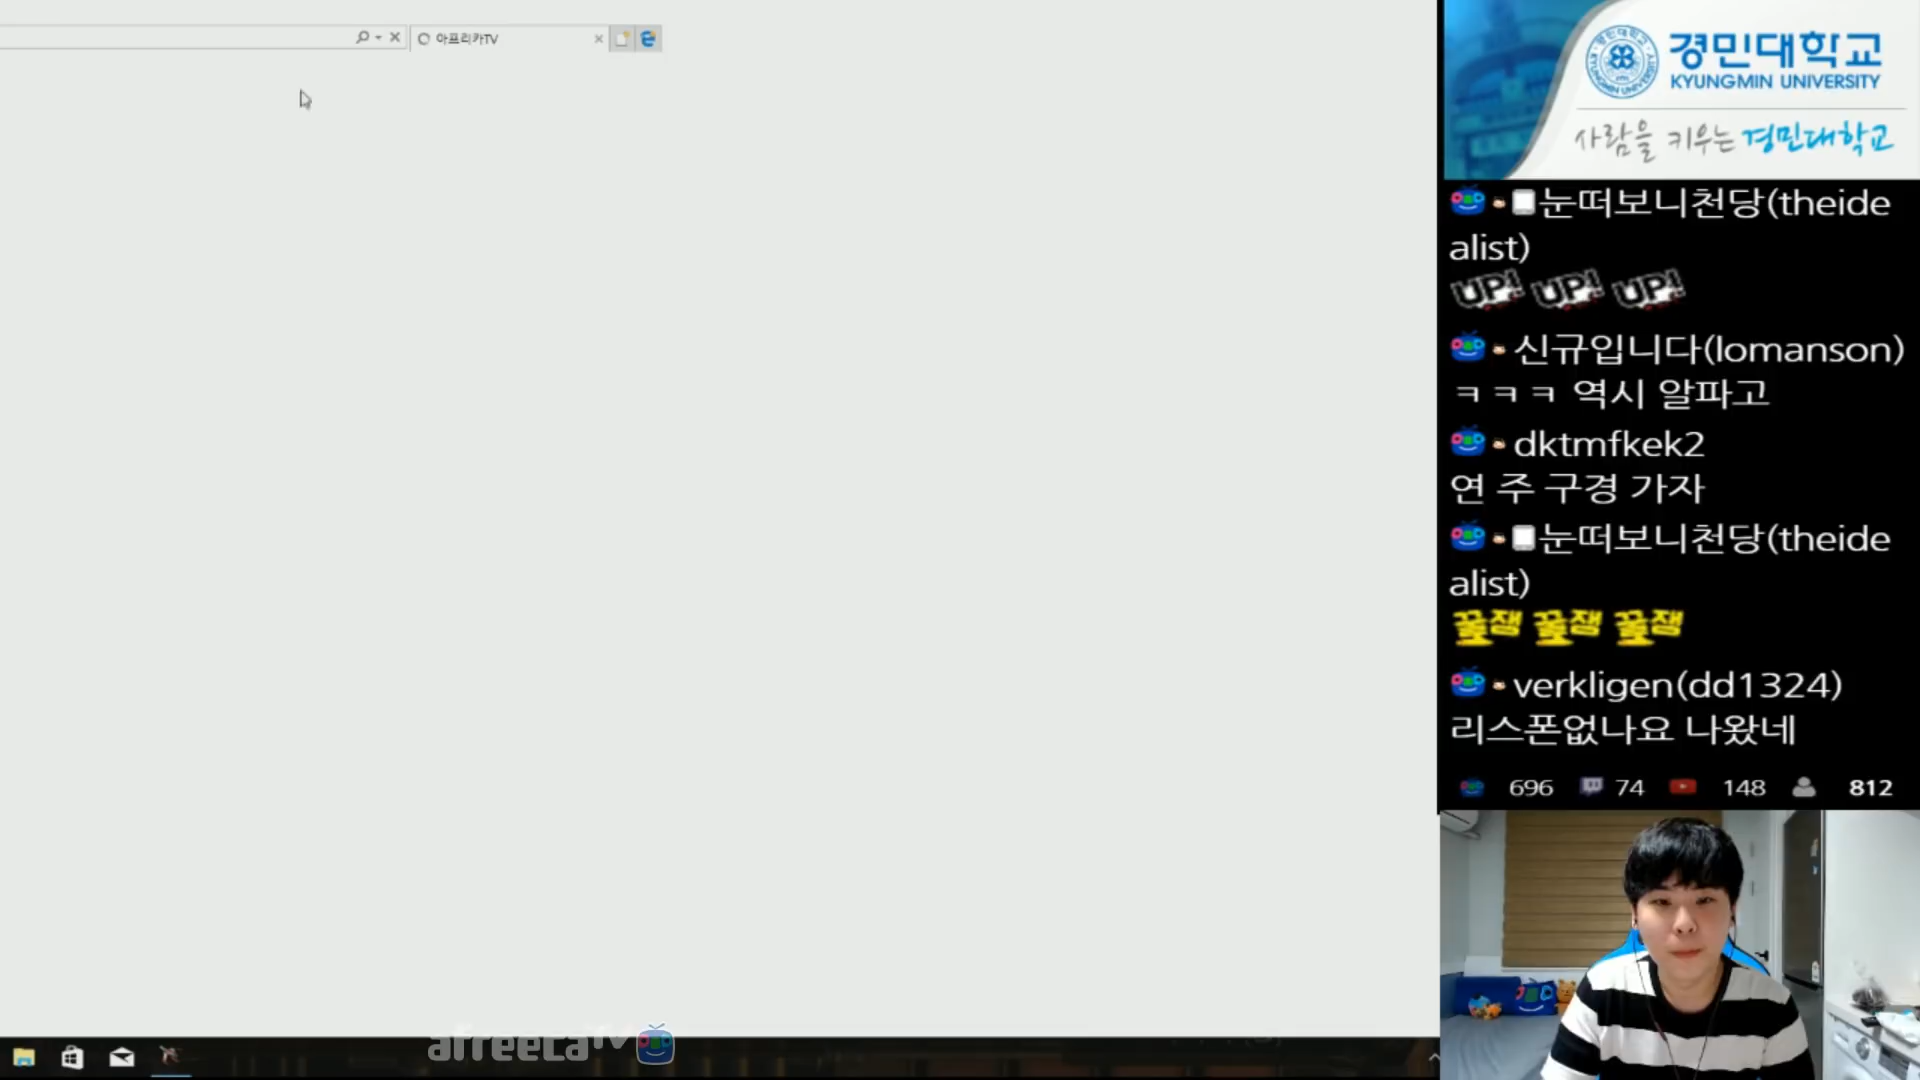 아프리카TV
경민대학교
KYUNGMIN UNIVERSITY
사람을 키우는 경민대학교
눈떠보니천당(theide
alist)
UP! UP! UP!
신규입니다(lomanson)
ㅋㅋㅋ 역시 알파고
dktmfkek2
연 주 구경 가자
눈떠보니천당(theide
alist)
꿀잼 꿀잼 꿀잼
verkligen(dd1324)
리스폰없나요 나왔네
696 74 148 812
afreecaTV